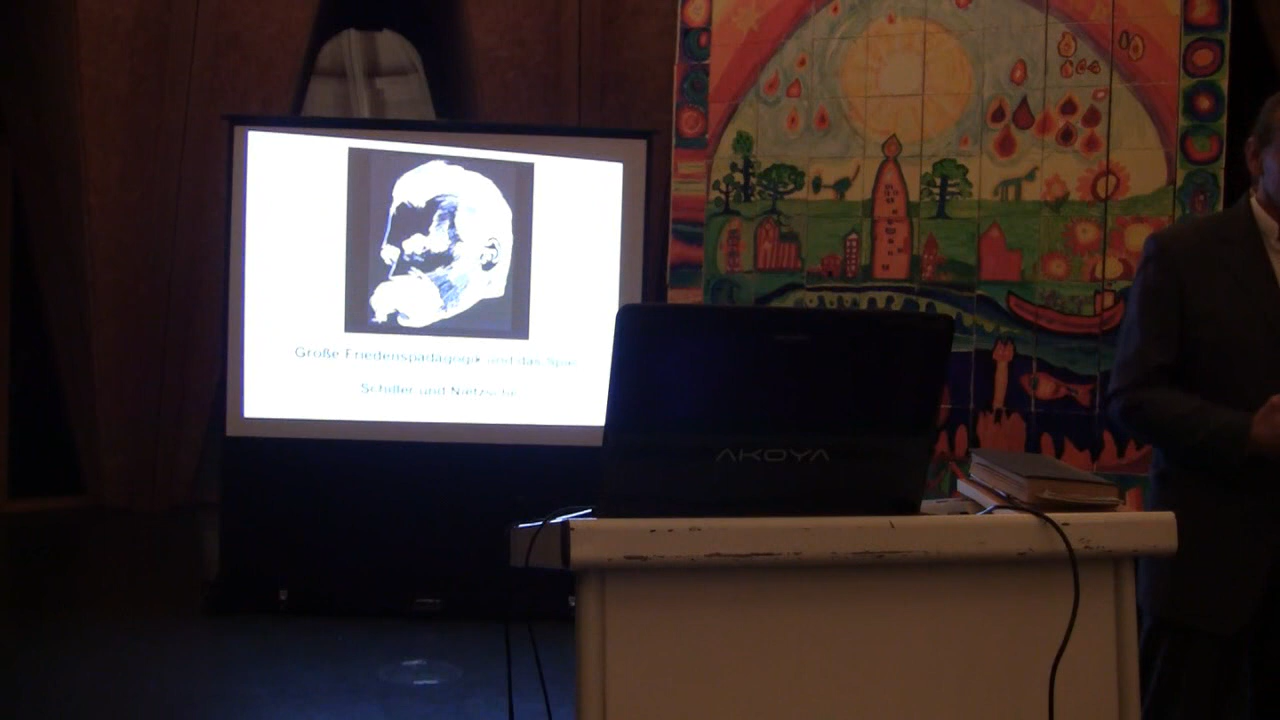 Große Friedenspädagogik und das Spiel
Schiller und Nietzsche
AKOYA